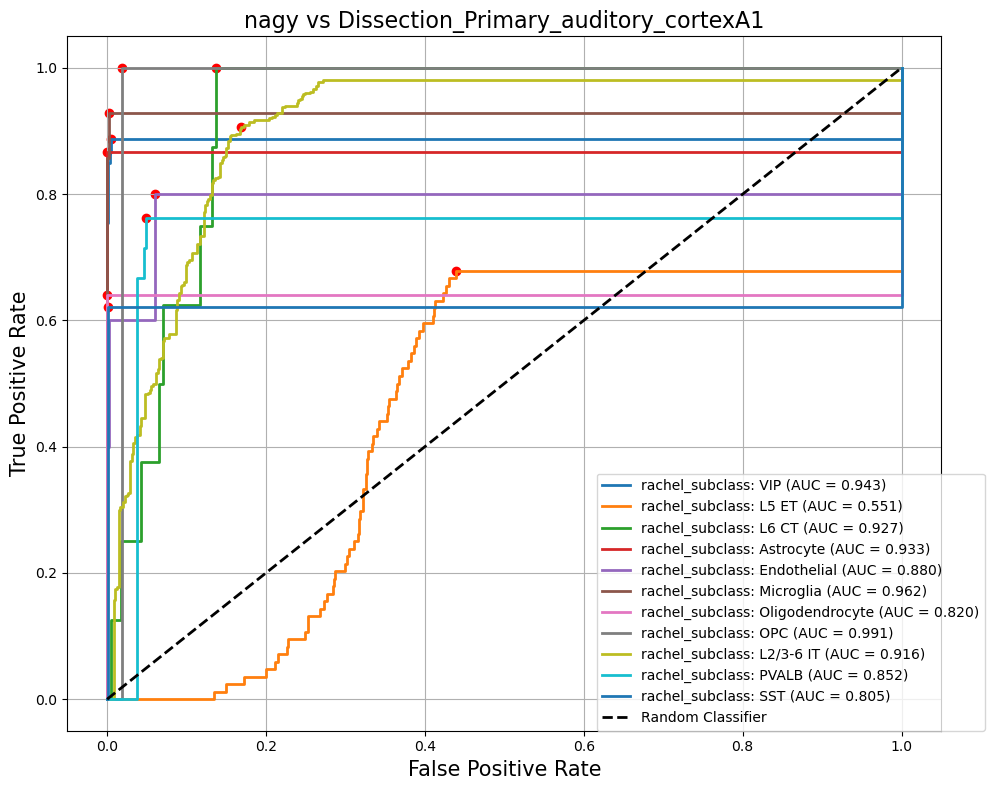 nagy vs Dissection_Primary_auditory_cortexA1
True Positive Rate
1.0
0.8
0.6
0.4
0.2
0.0
rachel_subclass: VIP (AUC = 0.943)
rachel_subclass: L5 ET (AUC = 0.551)
rachel_subclass: L6 CT (AUC = 0.927)
rachel_subclass: Astrocyte (AUC = 0.933)
rachel_subclass: Endothelial (AUC = 0.880)
rachel_subclass: Microglia (AUC = 0.962)
rachel_subclass: Oligodendrocyte (AUC = 0.820)
rachel_subclass: OPC (AUC = 0.991)
rachel_subclass: L2/3-6 IT (AUC = 0.916)
rachel_subclass: PVALB (AUC = 0.852)
rachel_subclass: SST (AUC = 0.805)
Random Classifier
0.0 0.2 0.4 0.6 0.8 1.0
False Positive Rate